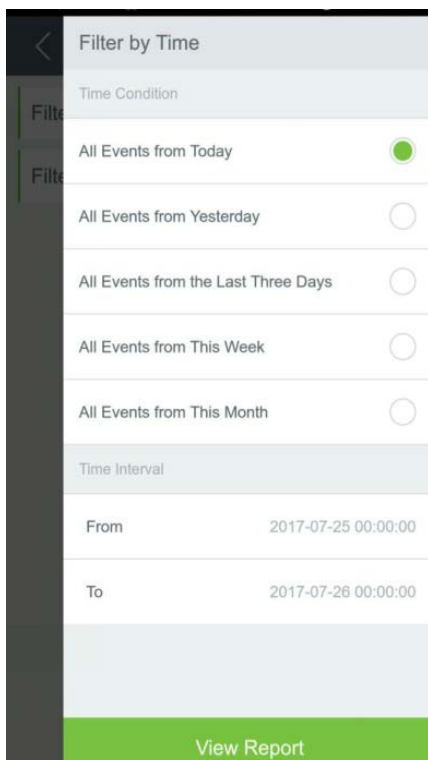 Filter by Time
Time Condition
Filte
All Events from Today
Filte
All Events from Yesterday
All Events from the Last Three Days
All Events from This Week
All Events from This Month
Time Interval
From 2017-07-25 00:00:00
To 2017-07-26 00:00:00
View Report